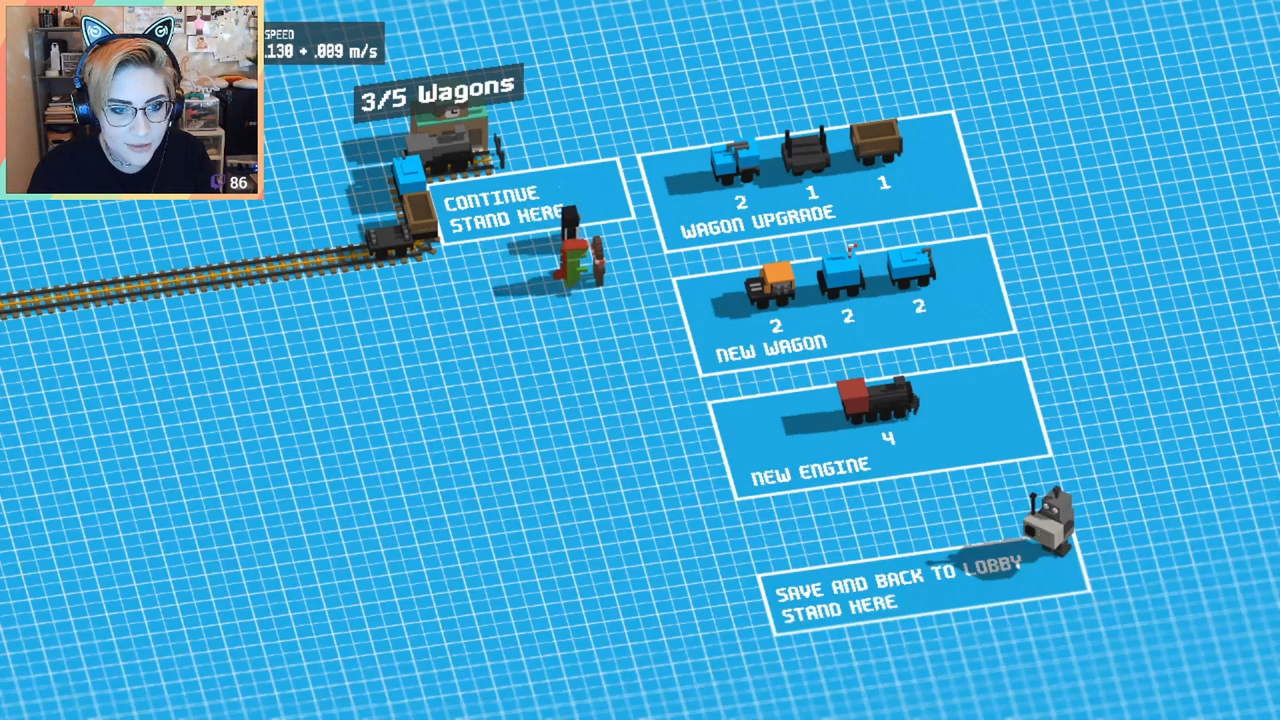 SPEED
.130 + .009 m/s
3/5 Wagons
CONTINUE
STAND HERE
2
1
1
WAGON UPGRADE
2
2
2
NEW WAGON
4
NEW ENGINE
SAVE AND BACK TO LOBBY
STAND HERE
86